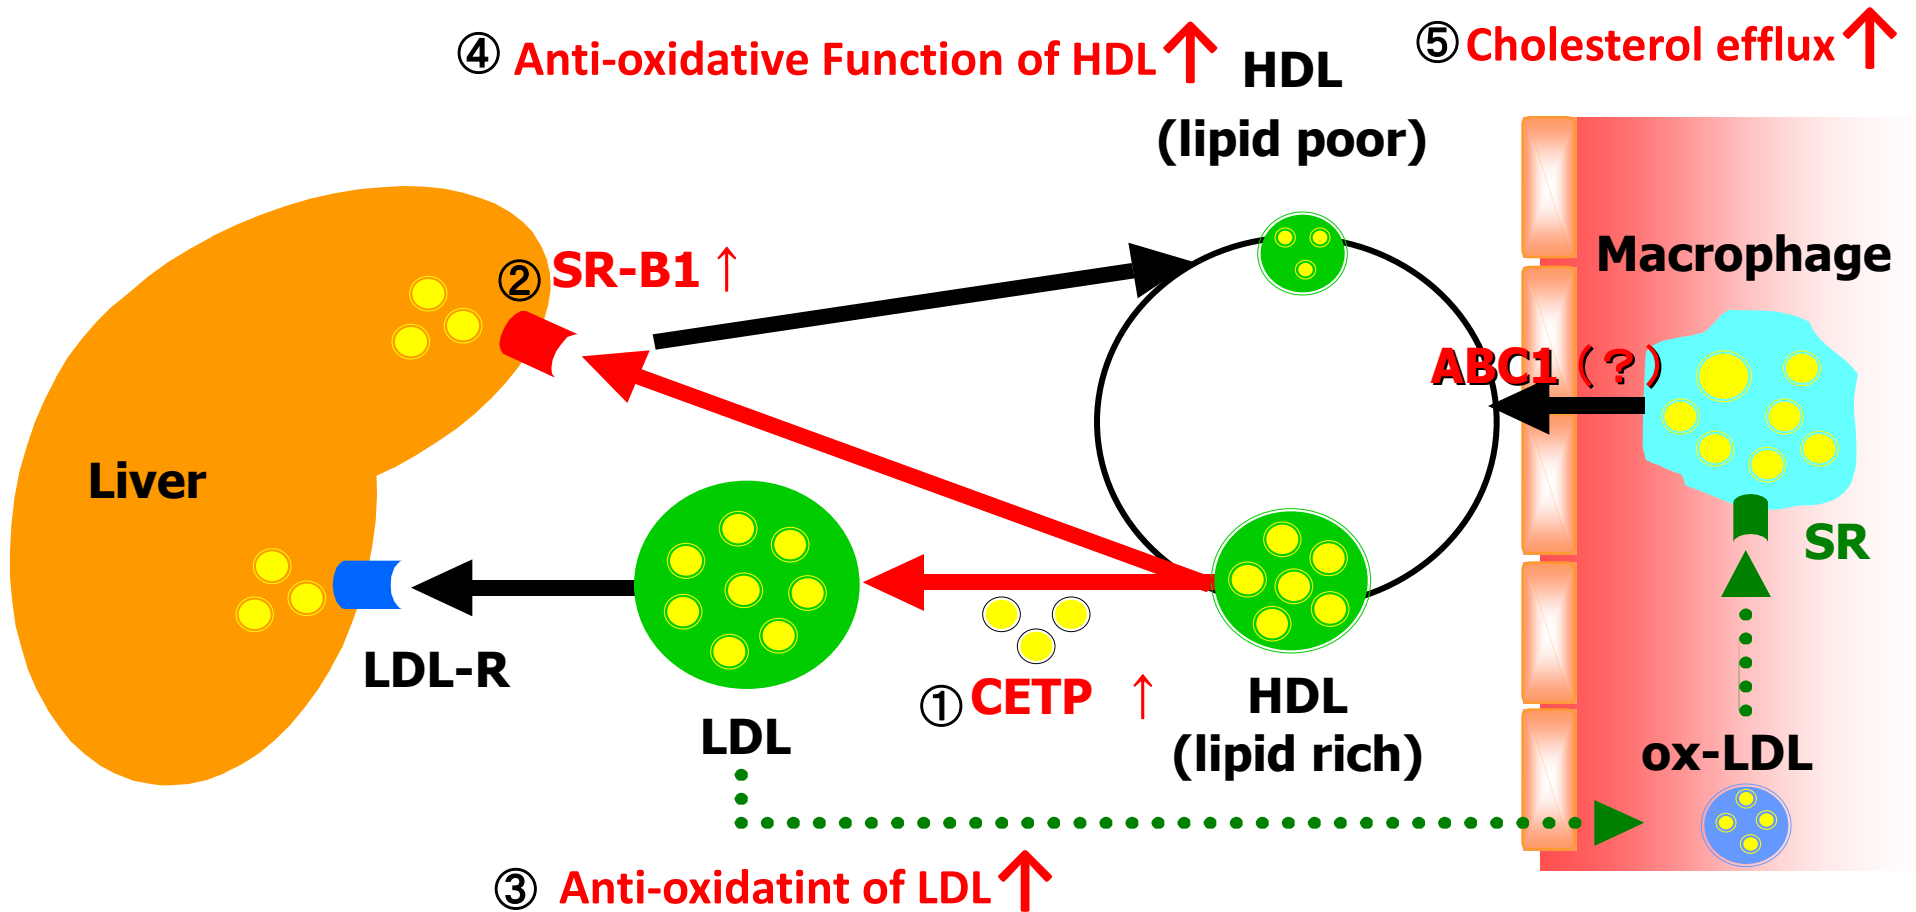 ④ Anti-oxidative Function of HDL ↑
HDL
(lipid poor)
⑤ Cholesterol efflux ↑
Macrophage
② SR-B1 ↑
ABC1 (?)
Liver
SR
LDL-R
① CETP ↑
HDL
(lipid rich)
LDL
ox-LDL
③ Anti-oxidatint of LDL ↑